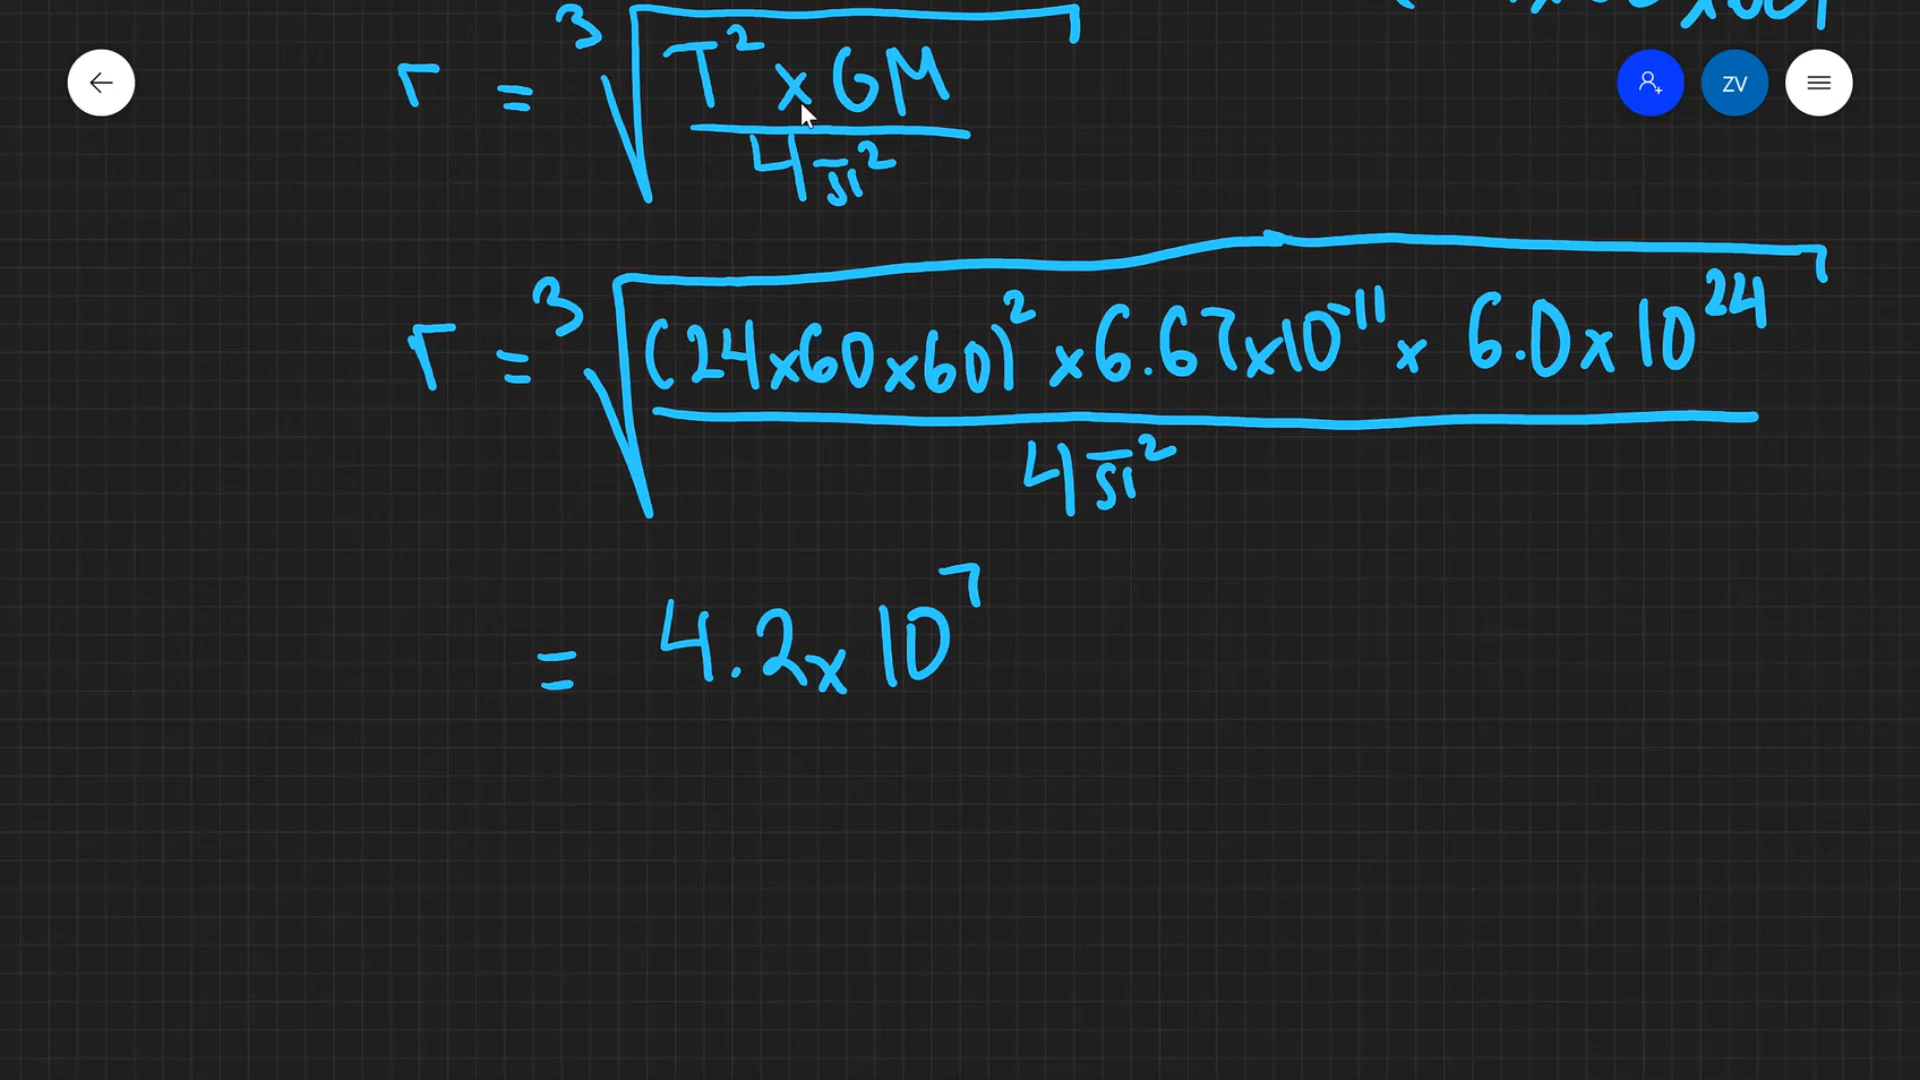 r = ∛(T² x GM / 4π²)
ZV
r = ∛((24x60x60)² x 6.67x10⁻¹¹ x 6.0x10²⁴ / 4π²)
= 4.2x10⁷